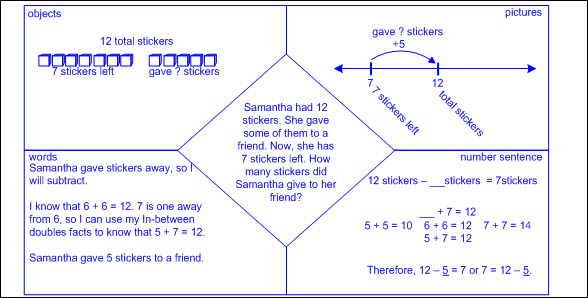 objects
12 total stickers
7 stickers left
gave ? stickers
pictures
gave ? stickers
+5
7
12
7 stickers left
total stickers
Samantha had 12
stickers. She gave
some of them to a
friend. Now, she has
7 stickers left. How
many stickers did
Samantha give to her
friend?
words
Samantha gave stickers away, so I
will subtract.
I know that 6 + 6 = 12. 7 is one away
from 6, so I can use my In-between
doubles facts to know that 5 + 7 = 12.
Samantha gave 5 stickers to a friend.
number sentence
12 stickers – ___stickers = 7stickers
___ + 7 = 12
5 + 5 = 10 6 + 6 = 12 7 + 7 = 14
5 + 7 = 12
Therefore, 12 – 5 = 7 or 7 = 12 – 5.